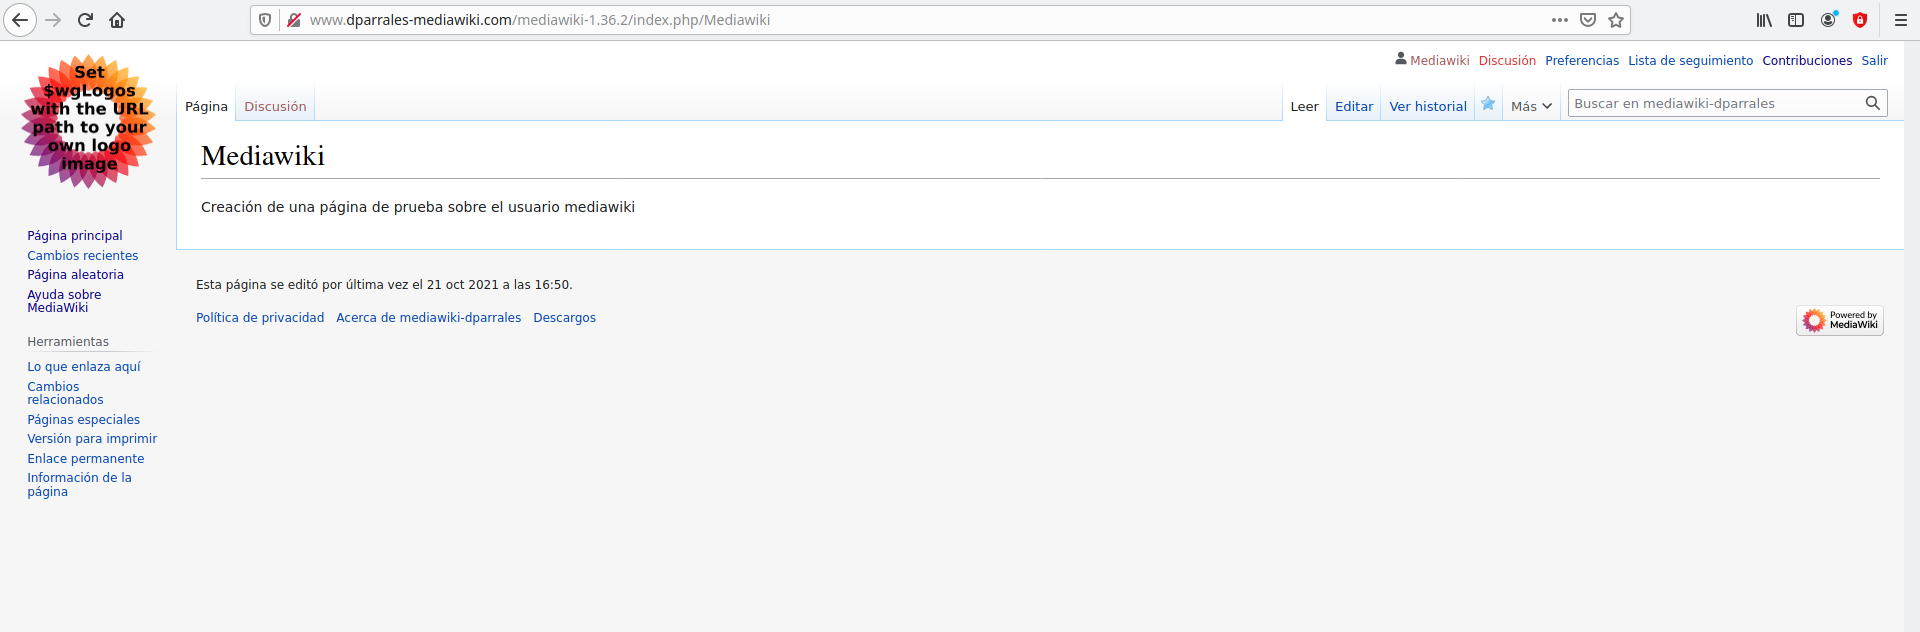 www.dparrales-mediawiki.com/mediawiki-1.36.2/index.php/Mediawiki
Set
$wgLogos
with the URL
path to your
own logo
image
Mediawiki Discusión Preferencias Lista de seguimiento Contribuciones Salir
Página Discusión Leer Editar Ver historial Más Buscar en mediawiki-dparrales
Mediawiki
Creación de una página de prueba sobre el usuario mediawiki
Página principal
Cambios recientes
Página aleatoria
Ayuda sobre
MediaWiki
Herramientas
Lo que enlaza aquí
Cambios
relacionados
Páginas especiales
Versión para imprimir
Enlace permanente
Información de la
página
Esta página se editó por última vez el 21 oct 2021 a las 16:50.
Política de privacidad Acerca de mediawiki-dparrales Descargos
Powered by
MediaWiki